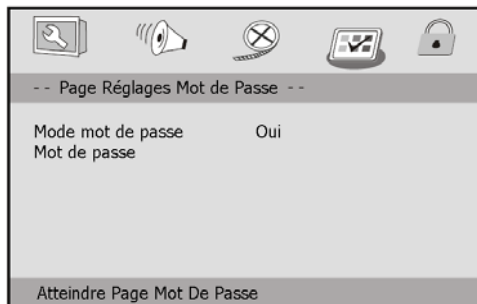 - - Page Réglages Mot de Passe - -
Mode mot de passe Oui
Mot de passe
Atteindre Page Mot De Passe